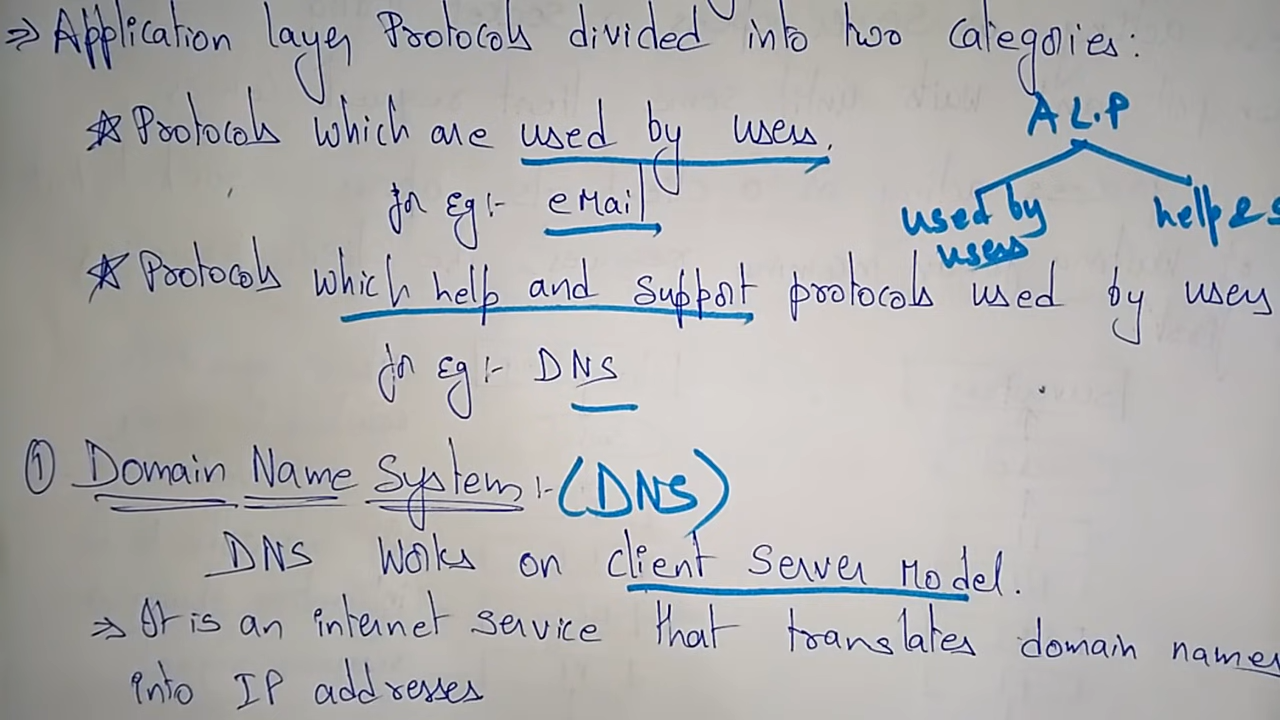 ⇒ Application layer Protocols divided into two categories:
☆ Protocols which are used by users.
for eg:- eMail
A L.P
used by users
help & s
☆ Protocols which help and support protocols used by users
for eg:- DNS
① Domain Name System:- (DNS)
DNS works on client server Model.
⇒ It is an internet service that translates domain names
into IP addresses